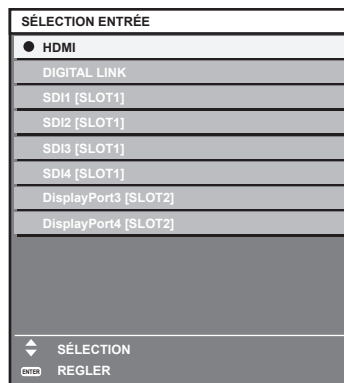 SÉLECTION ENTRÉE
HDMI
DIGITAL LINK
SDI1 [SLOT1]
SDI2 [SLOT1]
SDI3 [SLOT1]
SDI4 [SLOT1]
DisplayPort3 [SLOT2]
DisplayPort4 [SLOT2]
SÉLECTION
ENTER REGLER